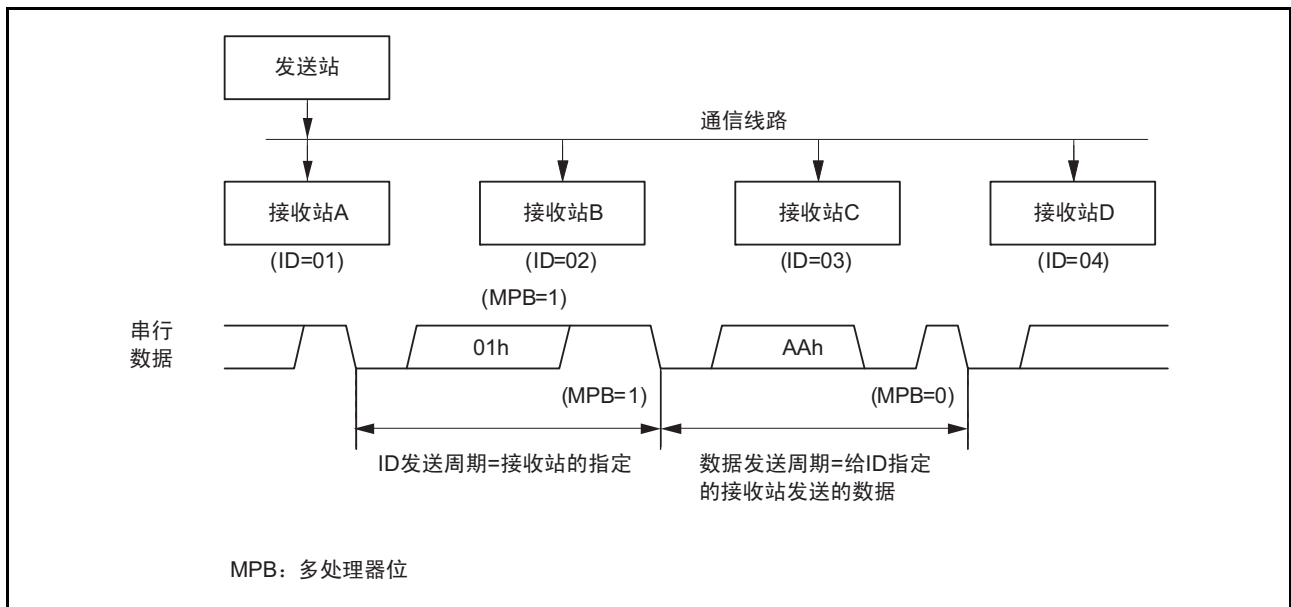 发送站
通信线路
接收站A
接收站B
接收站C
接收站D
(ID=01)
(ID=02)
(ID=03)
(ID=04)
(MPB=1)
串行
数据
01h
AAh
(MPB=1)
(MPB=0)
ID发送周期=接收站的指定
数据发送周期=给ID指定
的接收站发送的数据
MPB：多处理器位